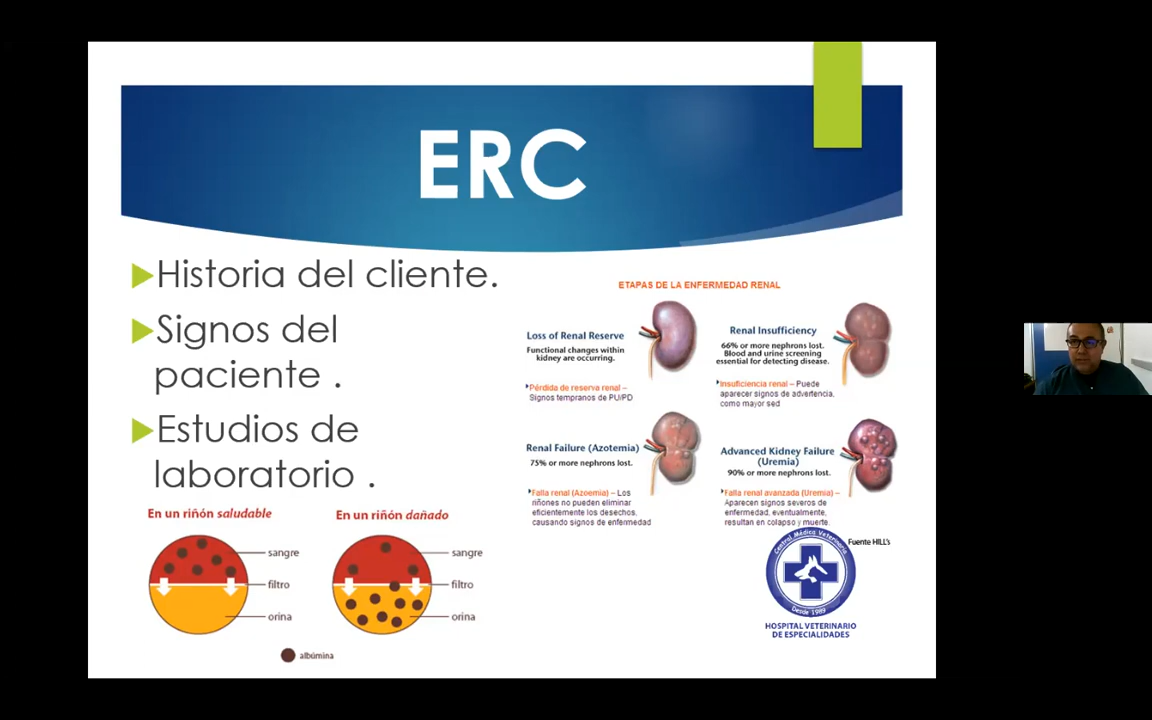 ERC
Historia del cliente.
Signos del
paciente .
Estudios de
laboratorio .
En un riñón saludable
sangre
filtro
orina
En un riñón dañado
sangre
filtro
orina
albúmina
ETAPAS DE LA ENFERMEDAD RENAL
Loss of Renal Reserve
Functional changes within
kidney are occurring.
Pérdida de reserva renal –
Signos tempranos de PU/PD
Renal Insufficiency
66% or more nephrons lost.
Blood and urine screening
essential for detecting disease.
Insuficiencia renal – Puede
aparecer signos de advertencia,
como mayor sed
Renal Failure (Azotemia)
75% or more nephrons lost.
Falla renal (Azoemia) – Los
riñones no pueden eliminar
eficientemente los desechos,
causando signos de enfermedad
Advanced Kidney Failure
(Uremia)
90% or more nephrons lost.
Falla renal avanzada (Uremia) –
Aparecen signos severos de
enfermedad, eventualmente,
resultan en colapso y muerte.
Fuente HILL's
Central Médica Veterinaria
Desde 1989
HOSPITAL VETERINARIO
DE ESPECIALIDADES